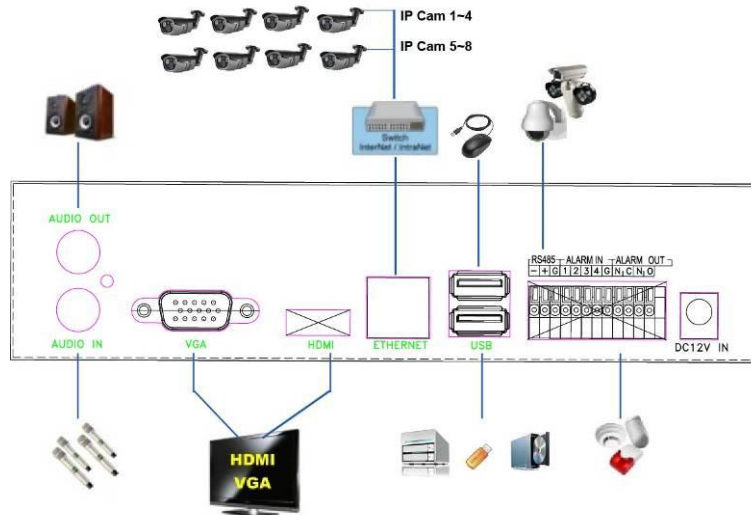 IP Cam 1~4
IP Cam 5~8
Switch
InterNet / IntraNet
AUDIO OUT
RS485 ALARM IN ALARM OUT
- + G 1 2 3 4 G N.C N.O
AUDIO IN
VGA
HDMI
ETHERNET
USB
DC12V IN
HDMI
VGA